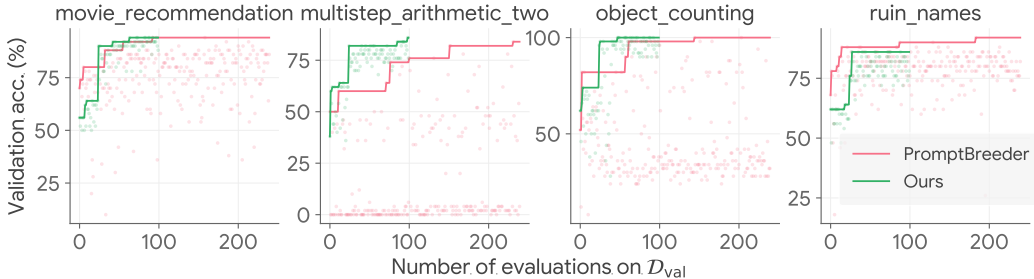 movie_recommendation multistep_arithmetic_two object_counting ruin_names
Validation acc. (%)
75
50
25
0 100 200
75
50
25
0
0 100 200
100
50
0 100 200
75
50
25
0 100 200
PromptBreeder
Ours
Number of evaluations on 𝒟val